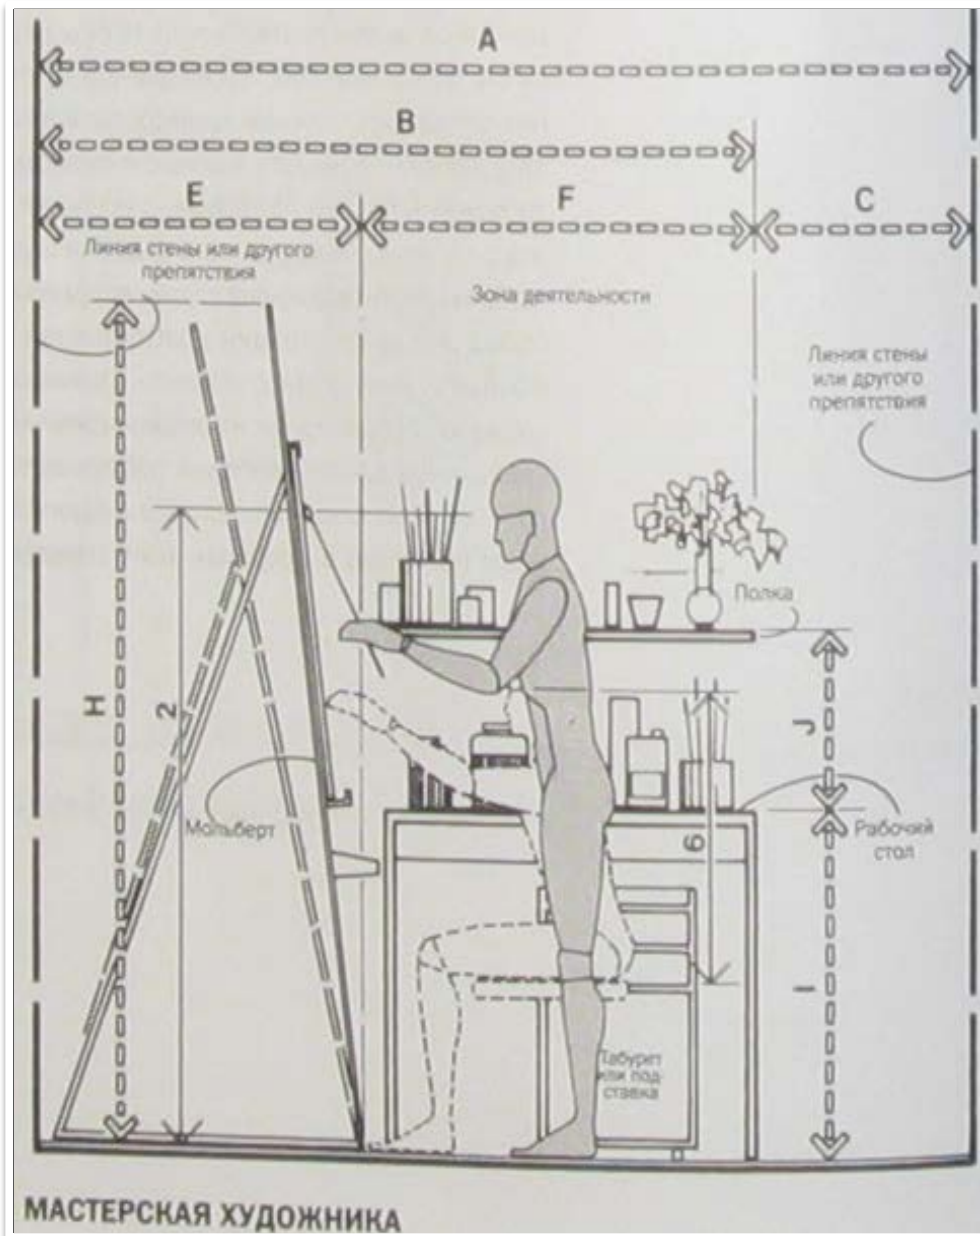 A
B
E
F
C
Линия стены или другого
препятствия
Зона деятельности
Линия стены
или другого
препятствия
Полка
H
2
J
Мольберт
6
Рабочий
стол
I
Табурет
или под-
ставка
МАСТЕРСКАЯ ХУДОЖНИКА